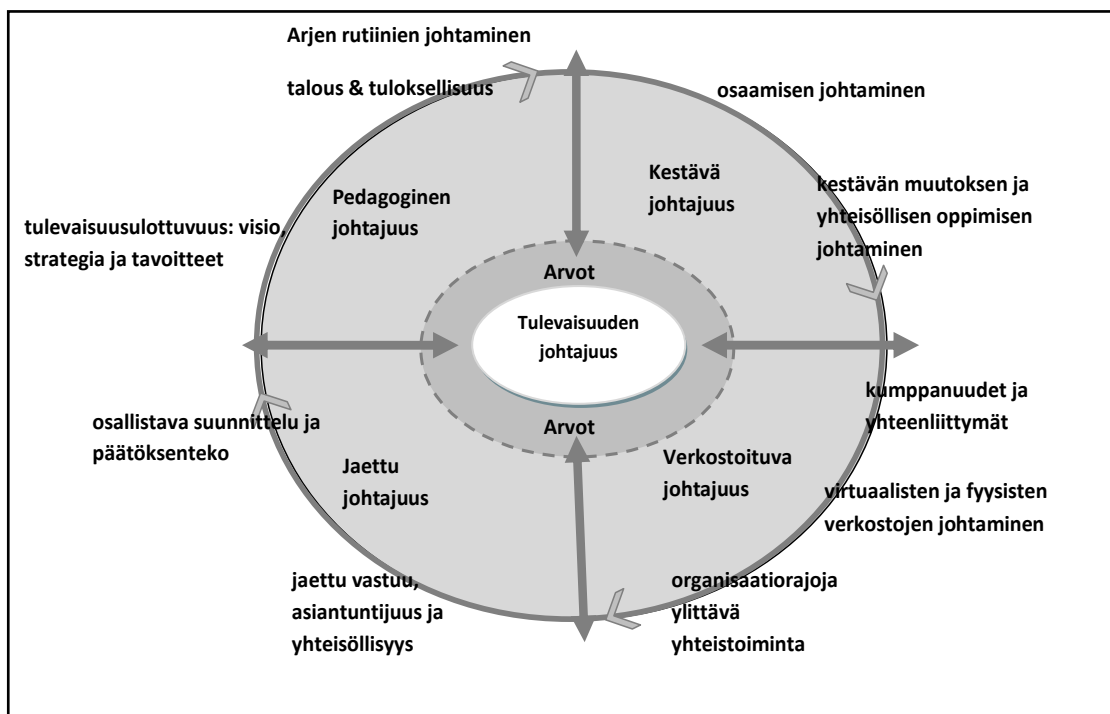 Arjen rutiinien johtaminen
talous & tuloksellisuus
osaamisen johtaminen
Pedagoginen
johtajuus
Kestävä
johtajuus
kestävän muutoksen ja
yhteisöllisen oppimisen
johtaminen
tulevaisuusulottuvuus: visio,
strategia ja tavoitteet
Arvot
Tulevaisuuden
johtajuus
Arvot
kumppanuudet ja
yhteenliittymät
osallistava suunnittelu ja
päätöksenteko
Jaettu
johtajuus
Verkostoituva
johtajuus
virtuaalisten ja fyysisten
verkostojen johtaminen
jaettu vastuu,
asiantuntijuus ja
yhteisöllisyys
organisaatiorajoja
ylittävä
yhteistoiminta